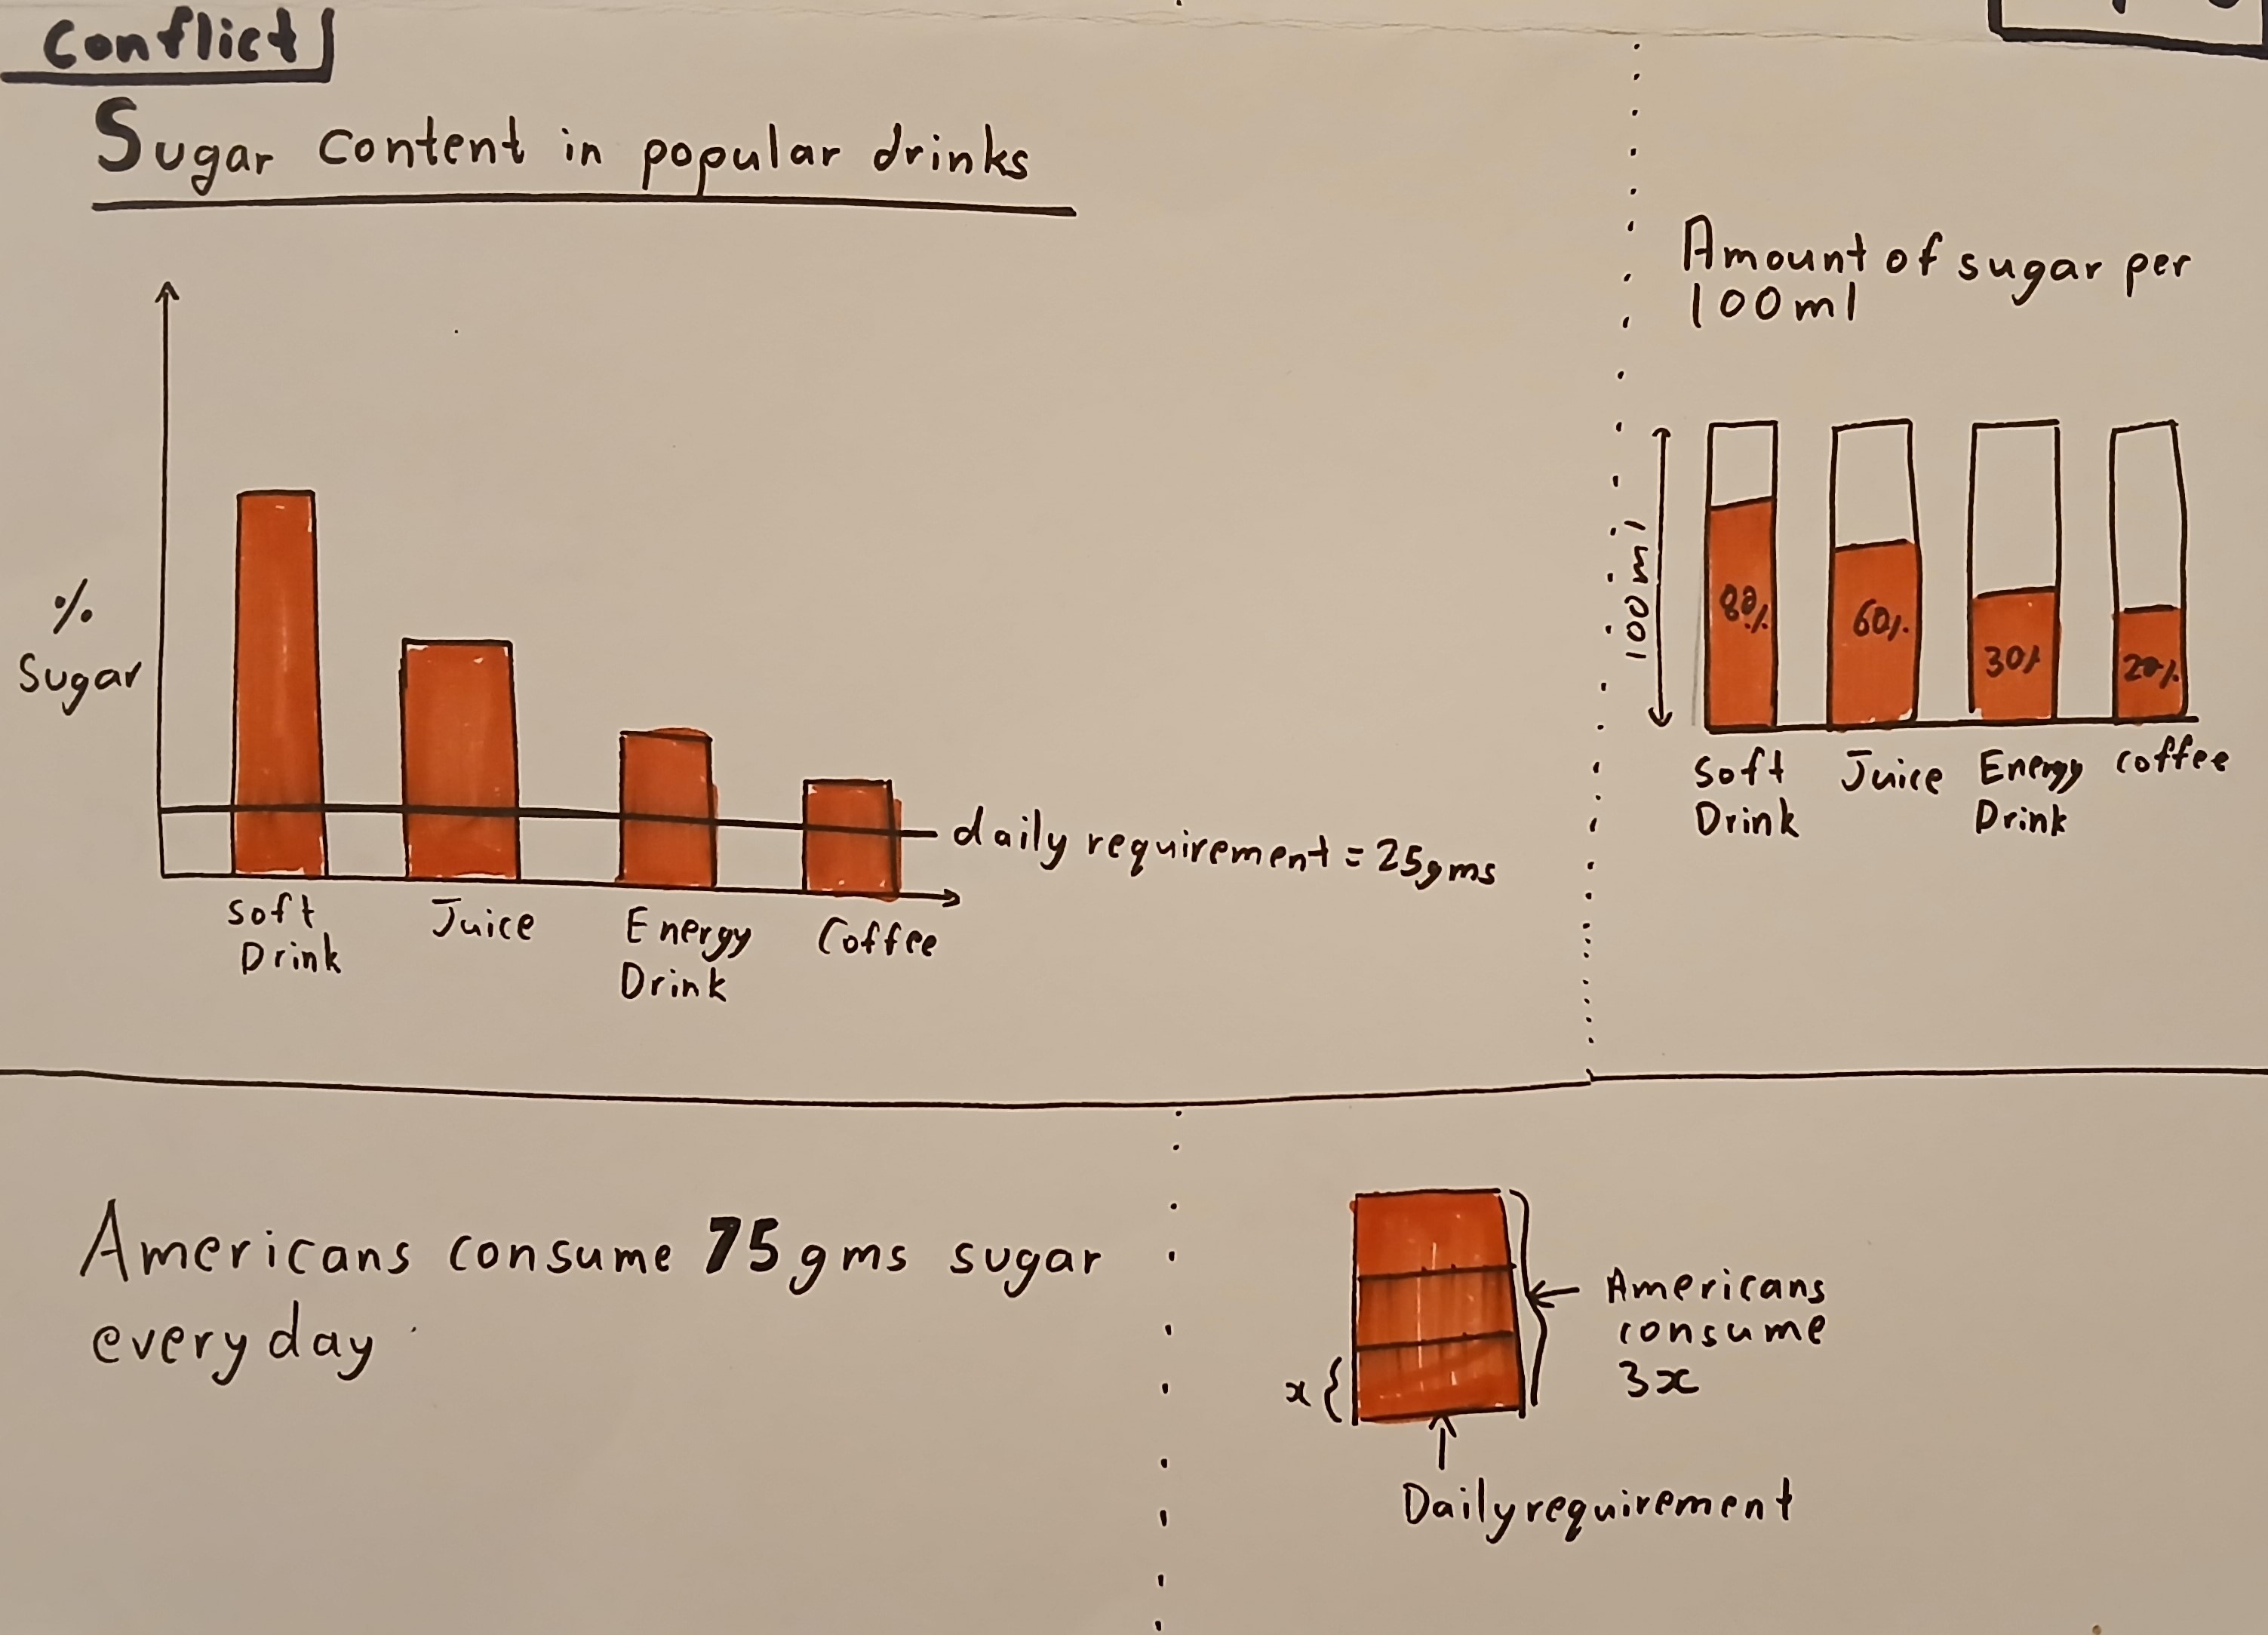 Conflict
Sugar content in popular drinks
%
Sugar
daily requirement = 25gms
Soft
Drink
Juice
Energy
Drink
Coffee
Amount of sugar per
100ml
100ml
80%
60%
30%
20%
Soft
Drink
Juice
Energy
Drink
coffee
Americans consume 75gms sugar
everyday
x
Americans
consume
3x
Daily requirement